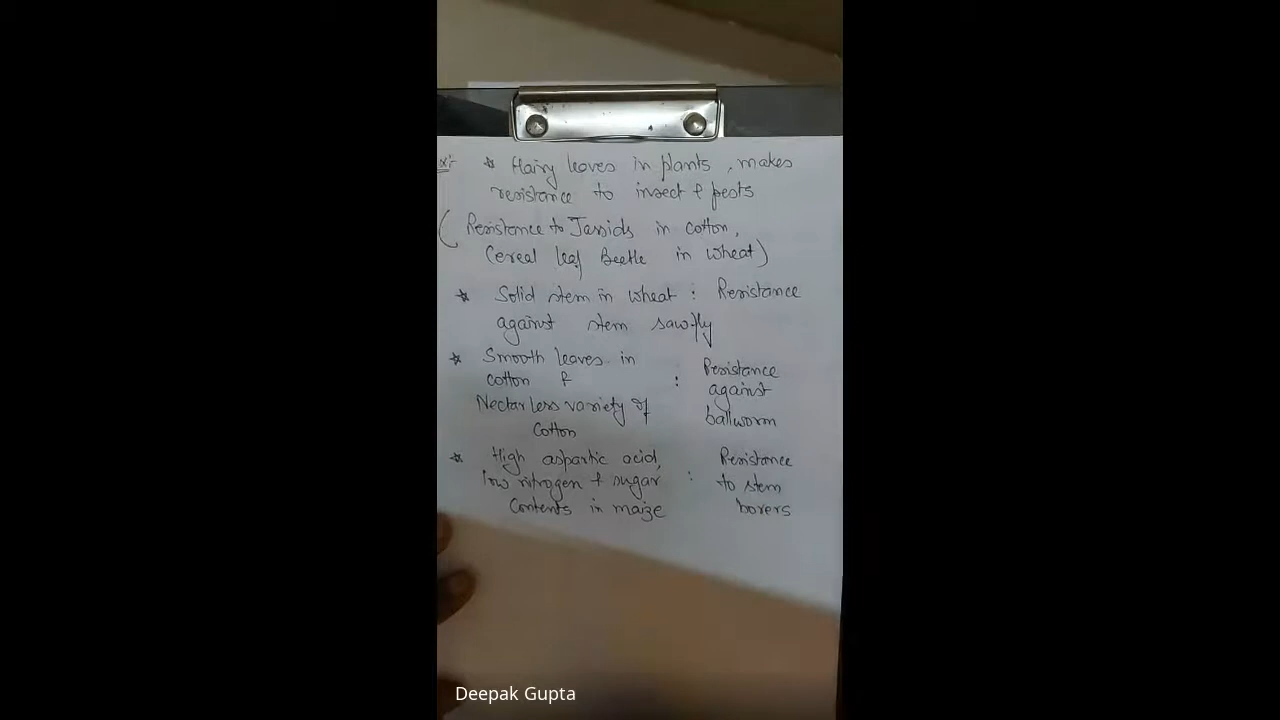 Ex:- * Hairy leaves in plants, makes
resistance to insect & pests
(Resistance to Jassids in cotton,
Cereal leaf Beetle in wheat)
* Solid stem in wheat : Resistance
against stem sawfly
* Smooth leaves in
cotton &
Nectar less variety of
Cotton
: Resistance
against
ballworm
* High aspartic acid,
low nitrogen & sugar
Contents in maize
: Resistance
to stem
borers
Deepak Gupta